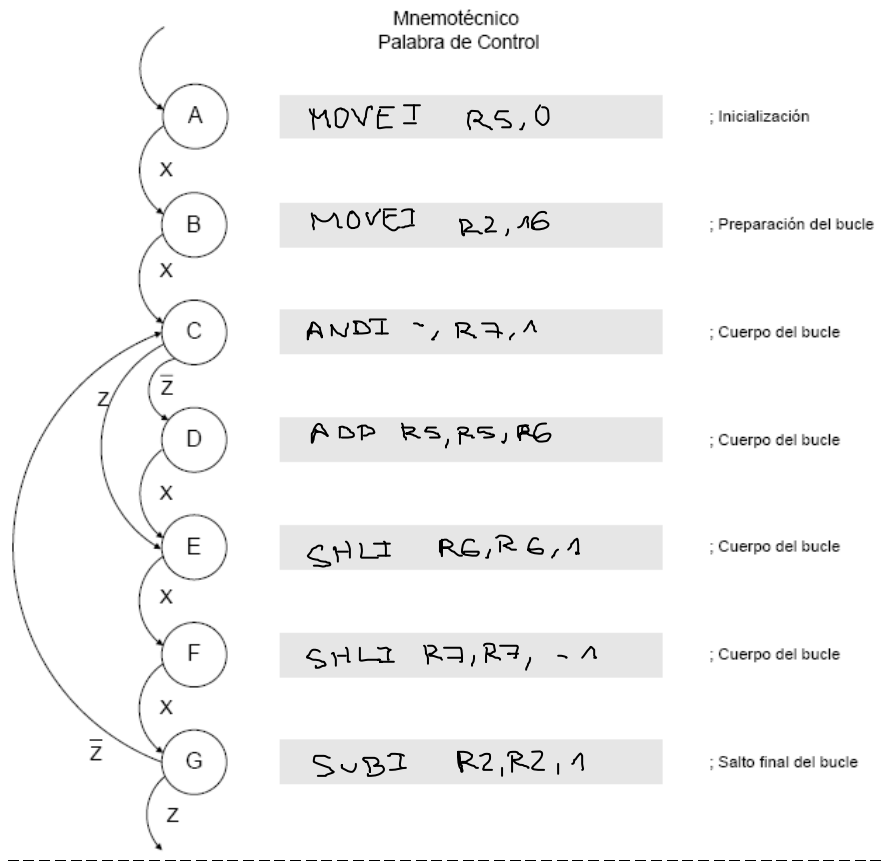 Mnemotécnico
Palabra de Control
A MOVEI R5,0 ; Inicialización
X
B MOVEI R2,16 ; Preparación del bucle
X
C ANDI -, R7,1 ; Cuerpo del bucle
Z Z̅
D ADD R5,R5,R6 ; Cuerpo del bucle
X
E SHLI R6,R6,1 ; Cuerpo del bucle
X
F SHLI R7,R7, -1 ; Cuerpo del bucle
X
Z̅
G SUBI R2,R2,1 ; Salto final del bucle
Z